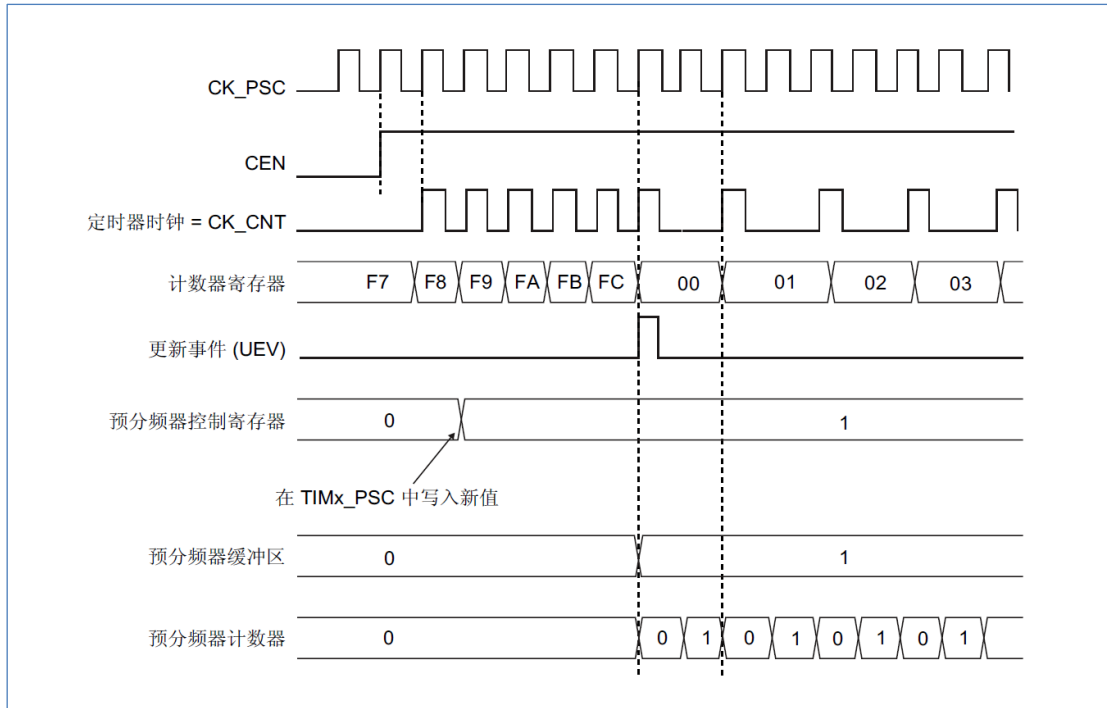 CK_PSC
CEN
定时器时钟 = CK_CNT
计数器寄存器 F7 F8 F9 FA FB FC 00 01 02 03
更新事件 (UEV)
预分频器控制寄存器 0 1
在 TIMx_PSC 中写入新值
预分频器缓冲区 0 1
预分频器计数器 0 0 1 0 1 0 1 0 1